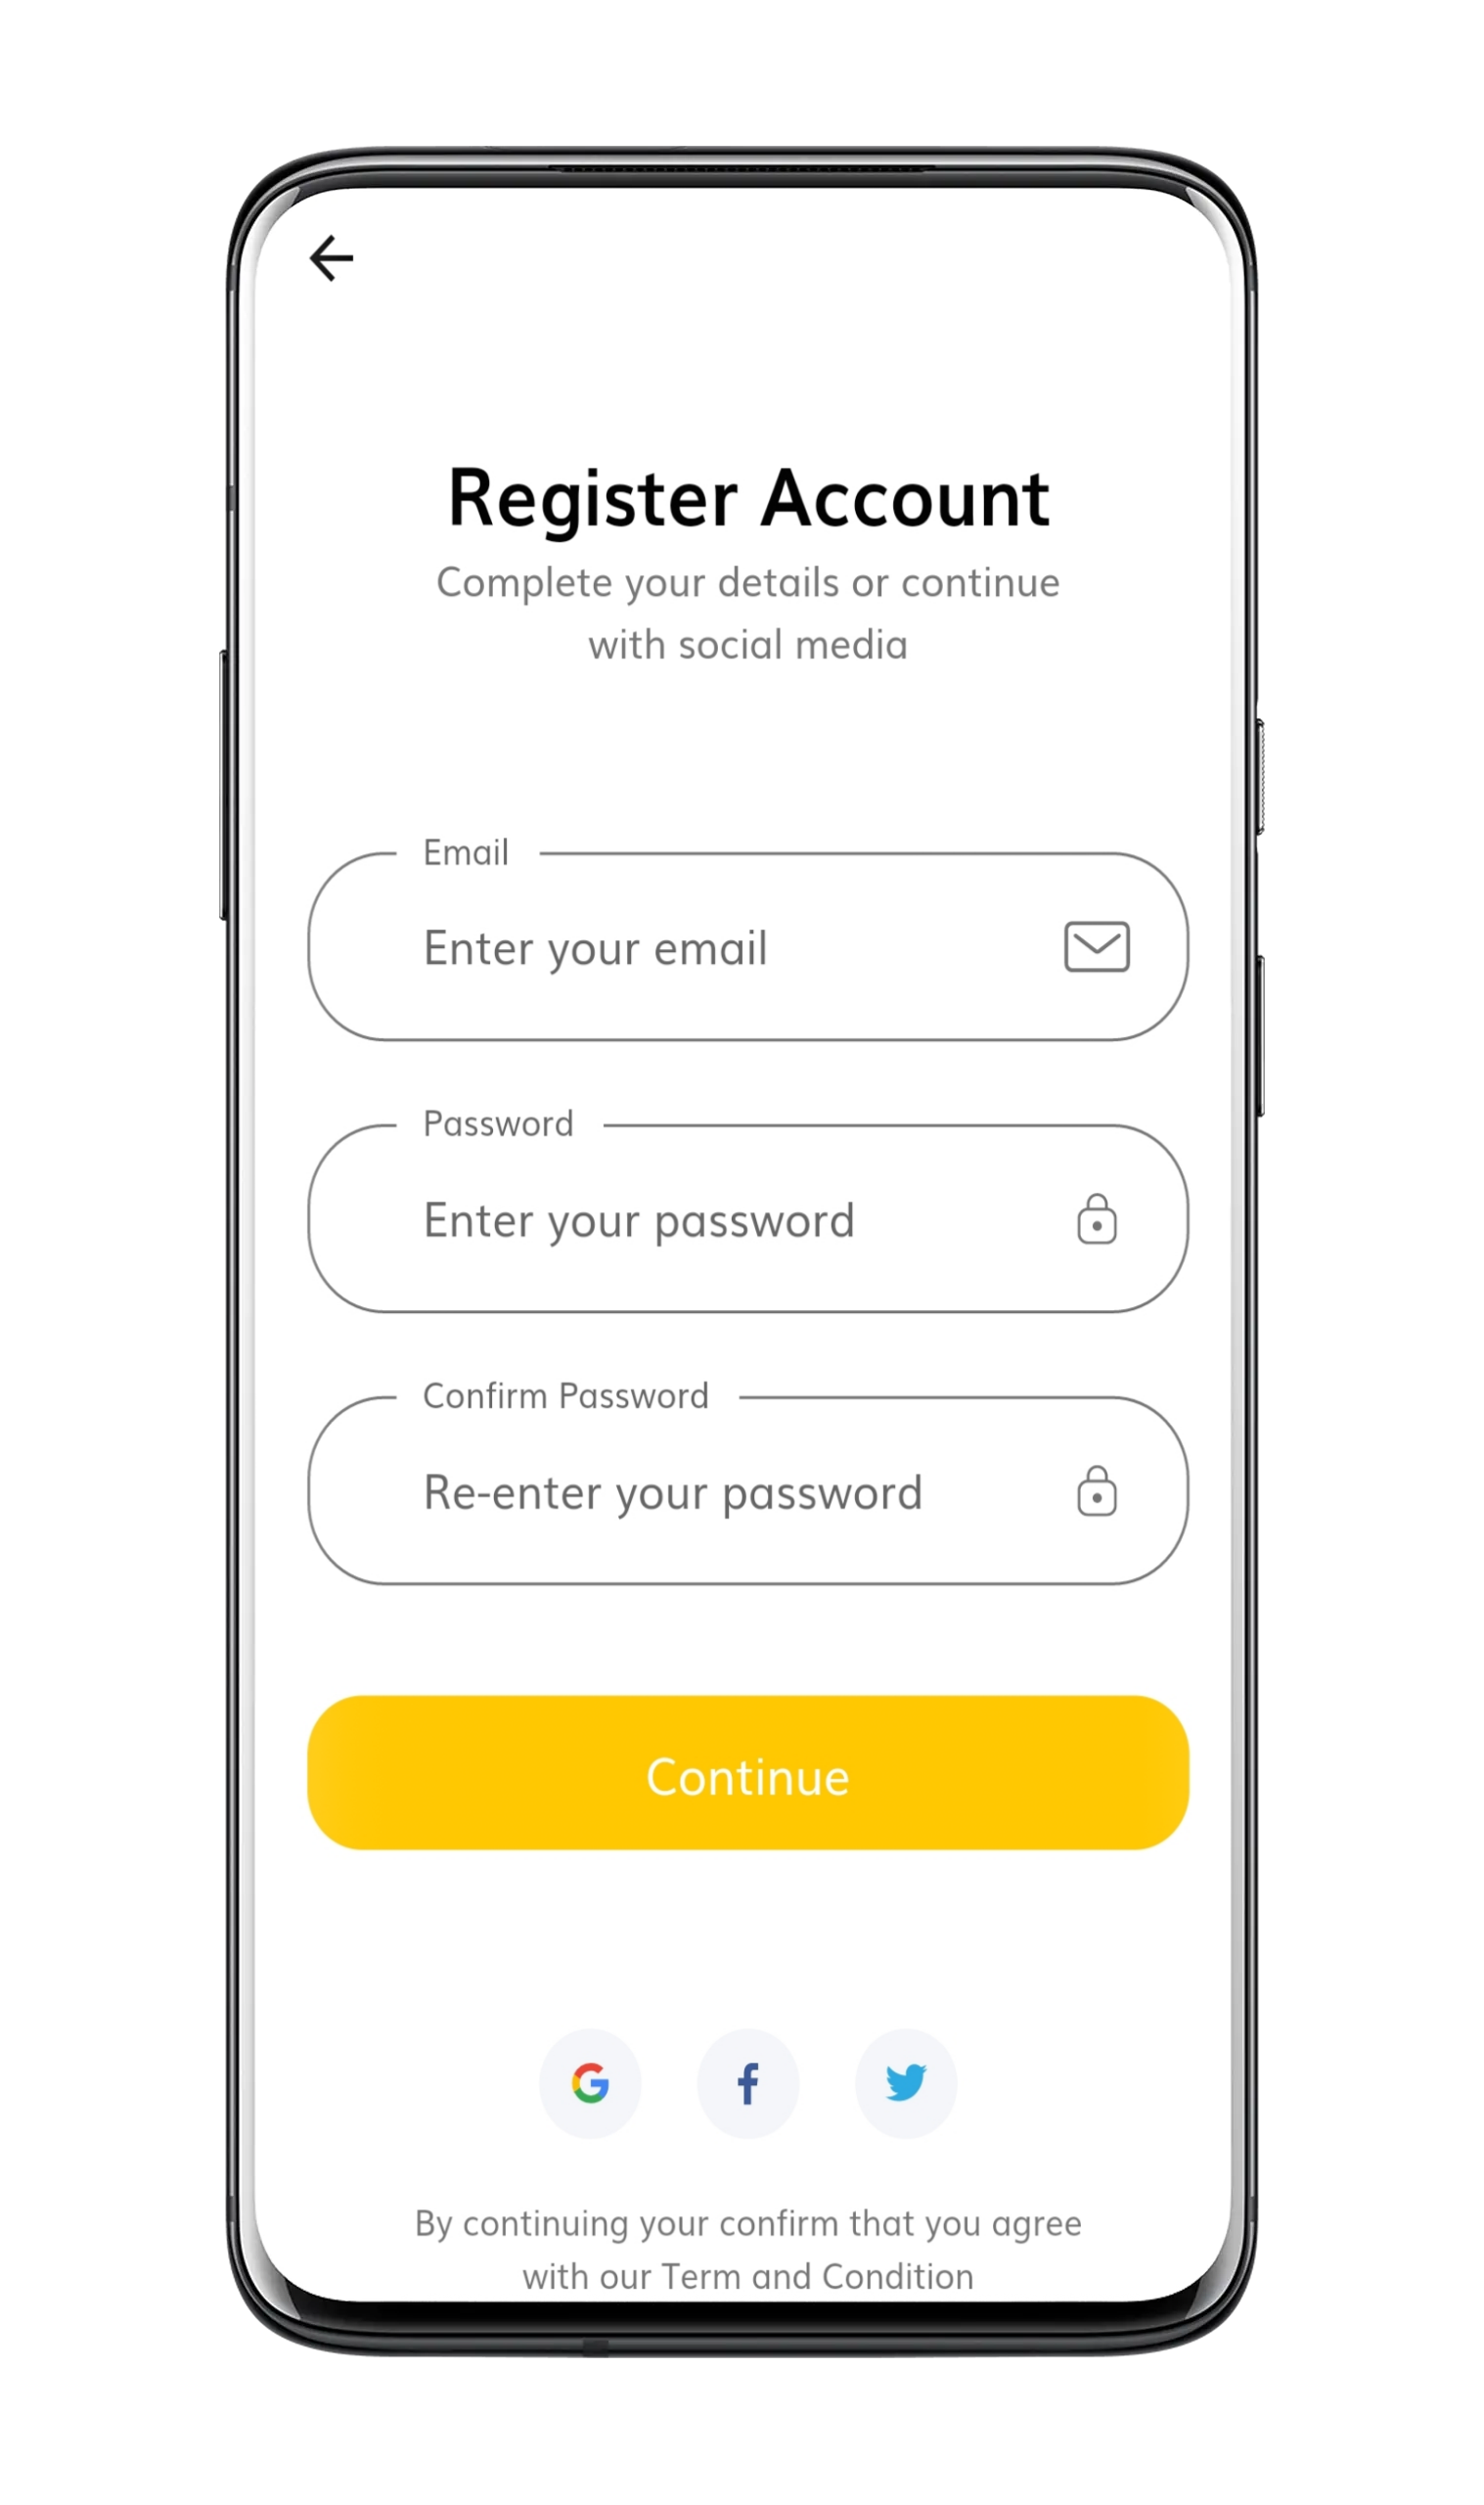 Register Account
Complete your details or continue
with social media
Email
Enter your email
Password
Enter your password
Confirm Password
Re-enter your password
Continue
By continuing your confirm that you agree
with our Term and Condition